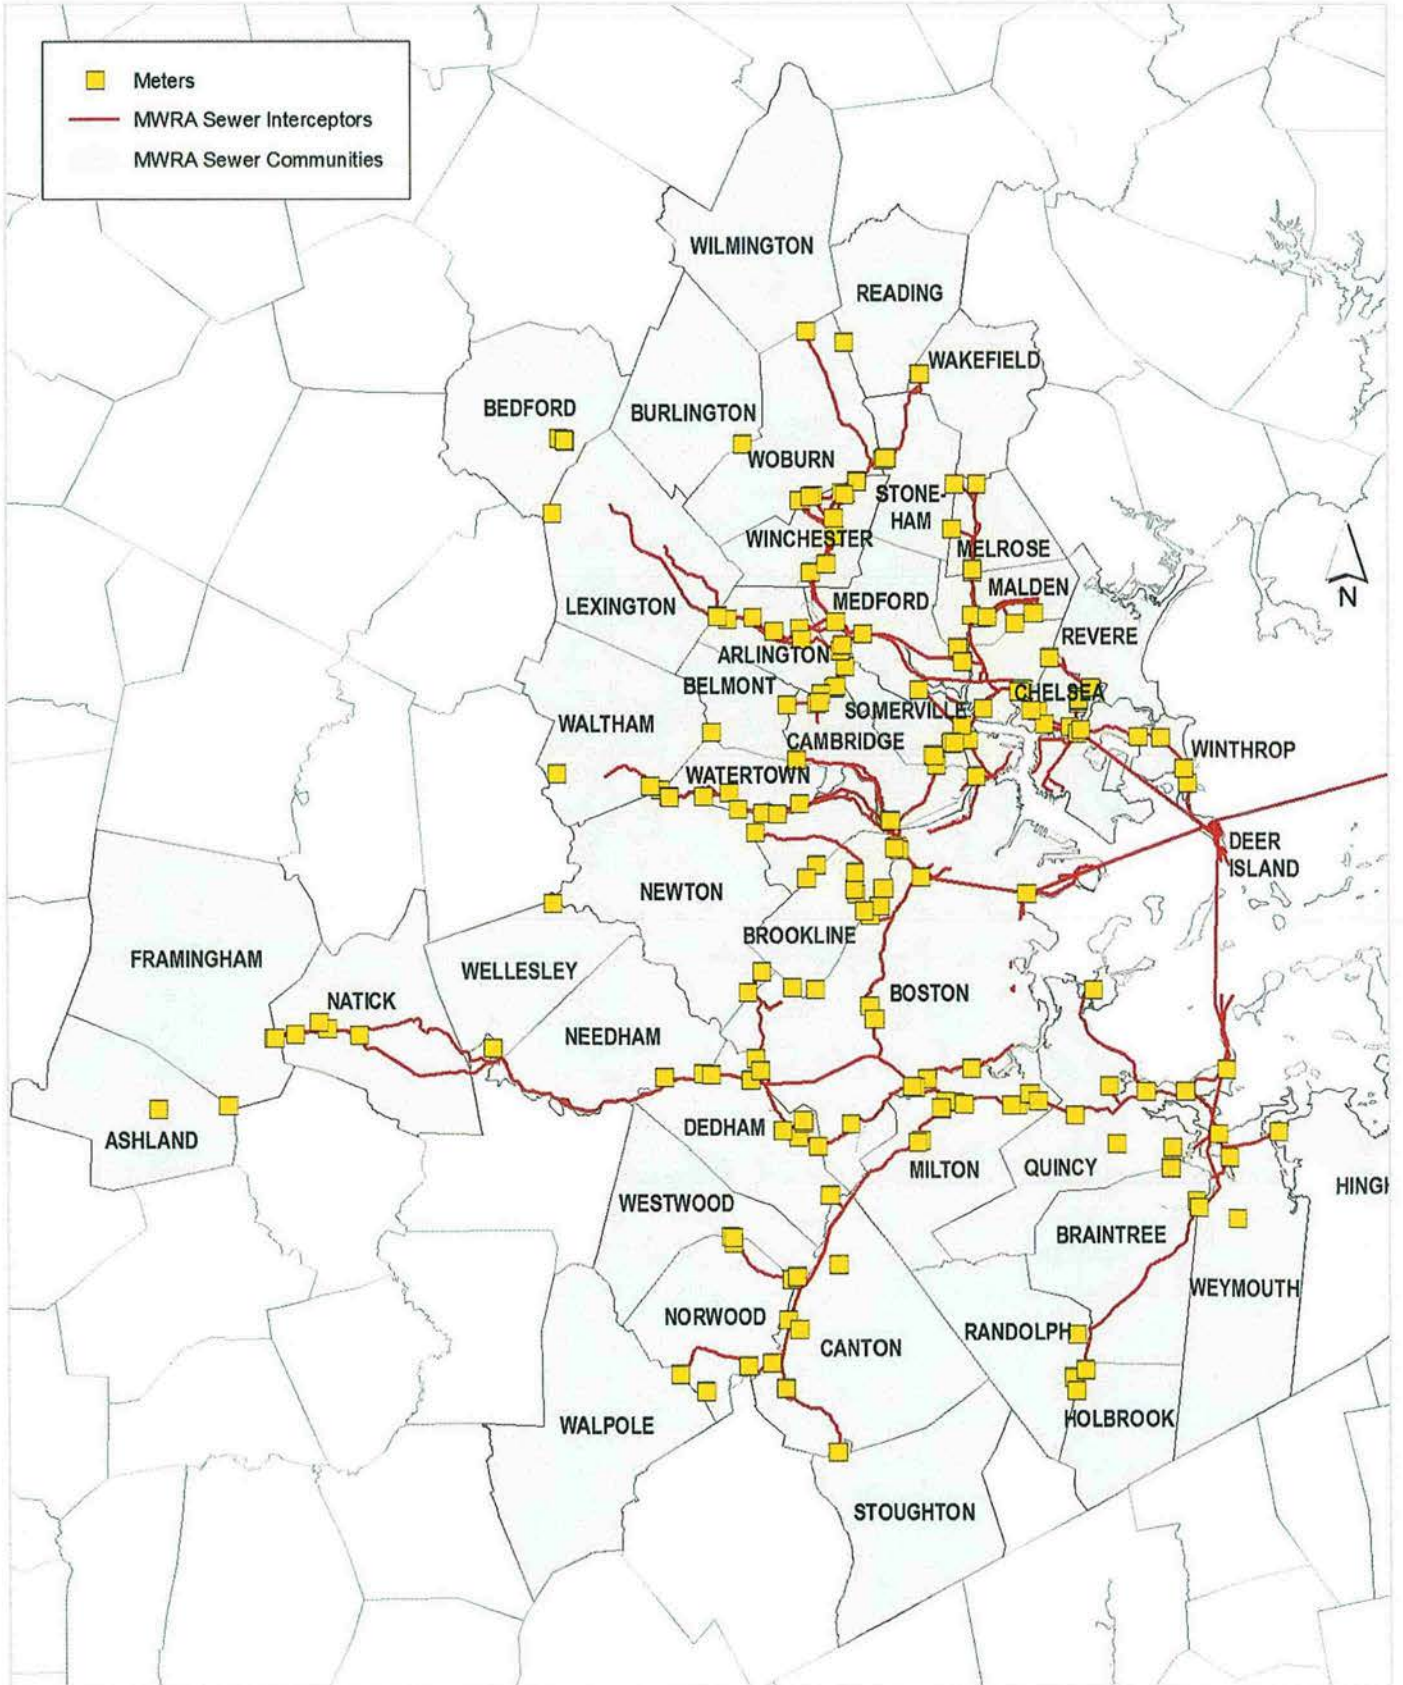 Meters
MWRA Sewer Interceptors
MWRA Sewer Communities
WILMINGTON
READING
WAKEFIELD
BEDFORD
BURLINGTON
WOBURN
STONE-
HAM
WINCHESTER
MELROSE
MALDEN
N
LEXINGTON
MEDFORD
REVERE
ARLINGTON
BELMONT
CHELSEA
SOMERVILLE
WALTHAM
CAMBRIDGE
WINTHROP
WATERTOWN
DEER
ISLAND
NEWTON
BROOKLINE
FRAMINGHAM
WELLESLEY
NATICK
BOSTON
NEEDHAM
DEDHAM
ASHLAND
MILTON
QUINCY
HINGH
WESTWOOD
BRAINTREE
WEYMOUTH
NORWOOD
RANDOLPH
CANTON
HOLBROOK
WALPOLE
STOUGHTON